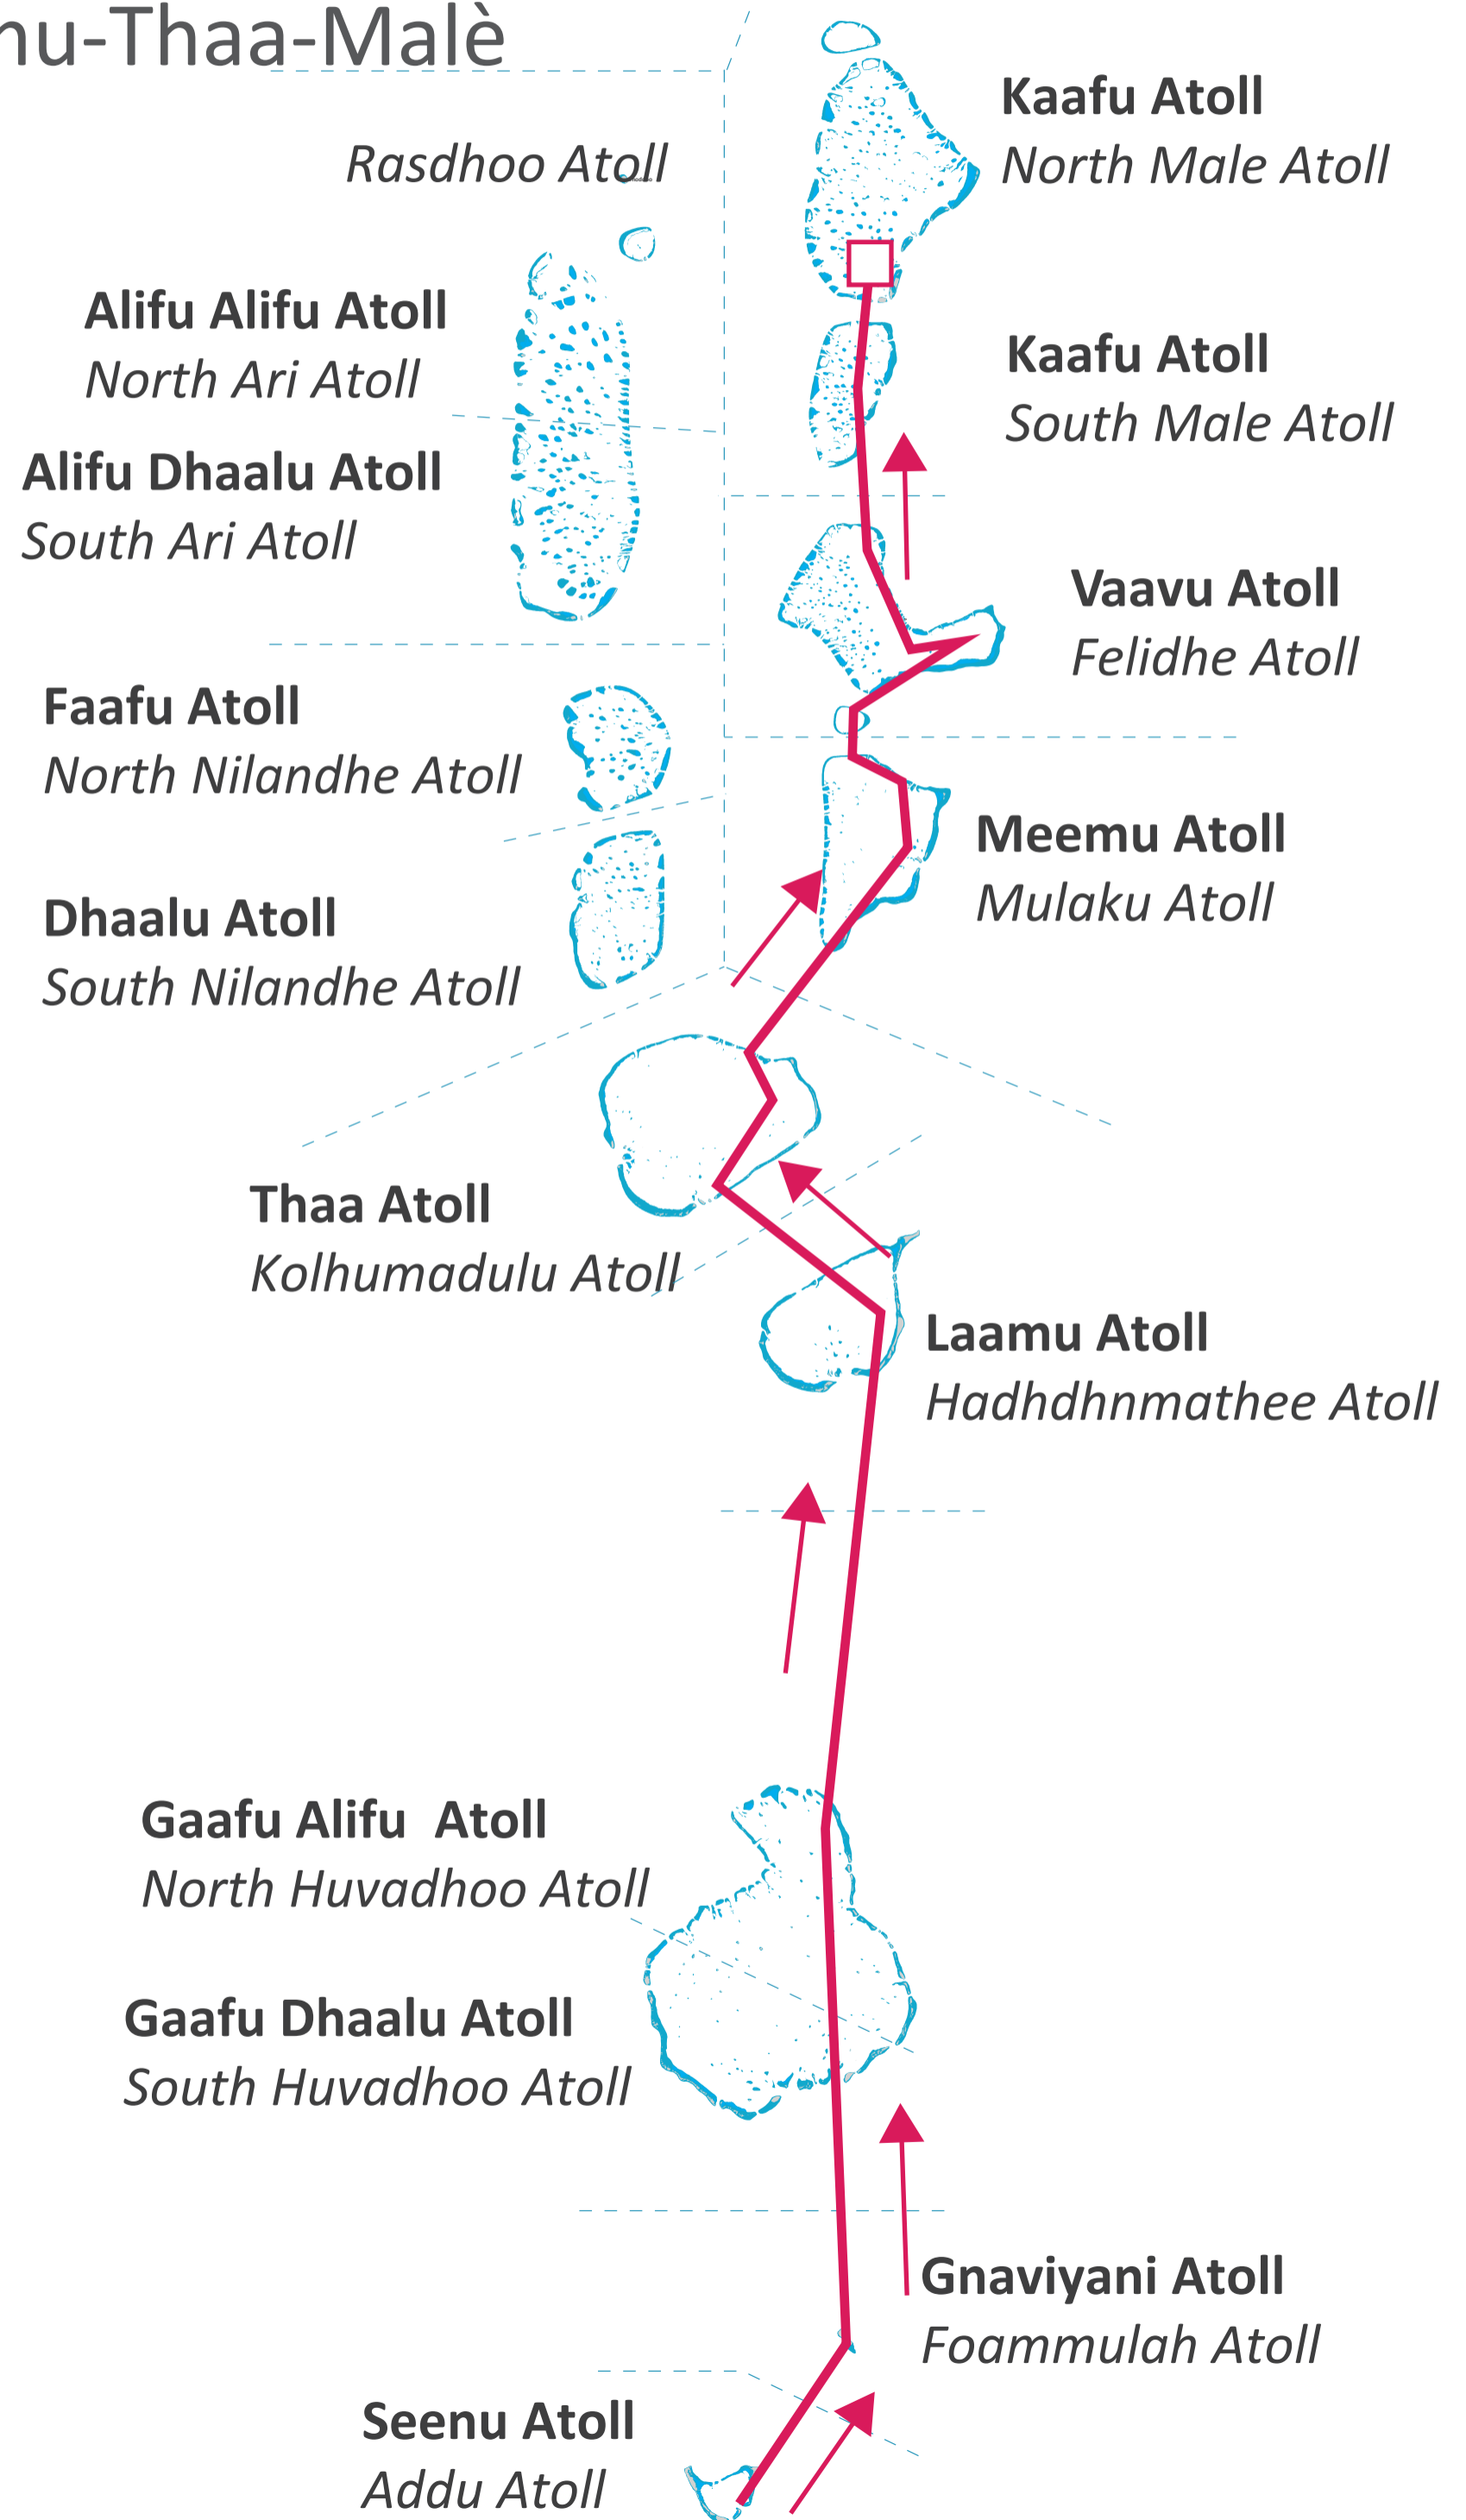 nu-Thaa-Malè
Kaafu Atoll
North Male Atoll
Rasdhoo Atoll
Alifu Alifu Atoll
North Ari Atoll
Kaafu Atoll
South Male Atoll
Alifu Dhaalu Atoll
South Ari Atoll
Vaavu Atoll
Felidhe Atoll
Faafu Atoll
North Nilandhe Atoll
Meemu Atoll
Mulaku Atoll
Dhaalu Atoll
South Nilandhe Atoll
Thaa Atoll
Kolhumadulu Atoll
Laamu Atoll
Hadhdhnmathee Atoll
Gaafu Alifu Atoll
North Huvadhoo Atoll
Gaafu Dhaalu Atoll
South Huvadhoo Atoll
Gnaviyani Atoll
Foammulah Atoll
Seenu Atoll
Addu Atoll